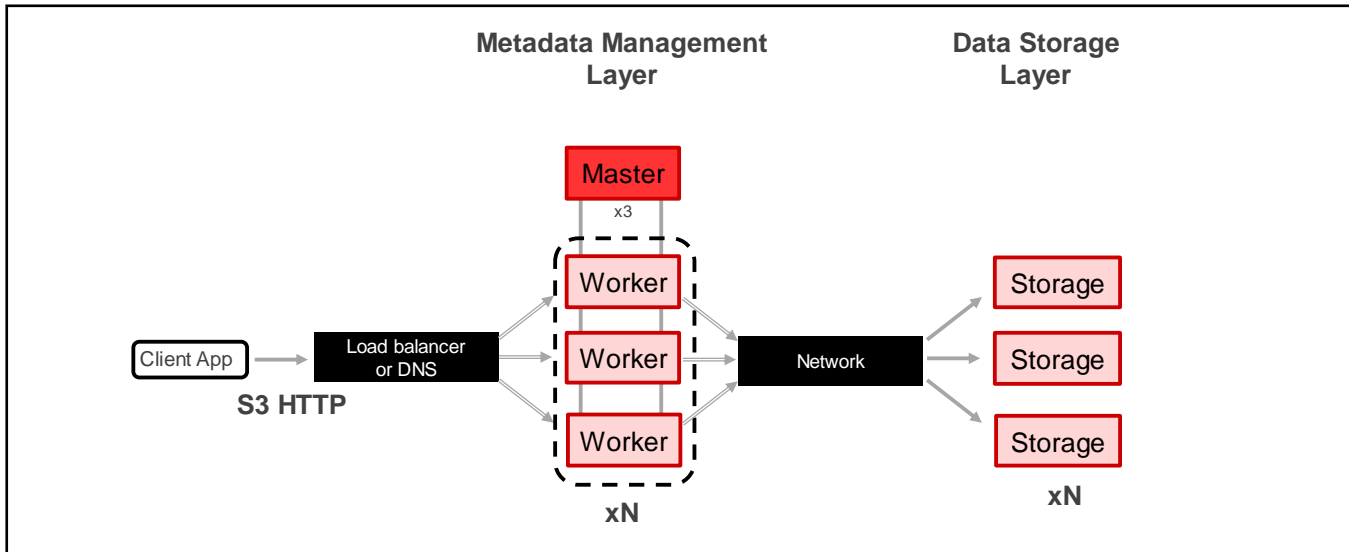 Metadada Management
Layer
Data Storage
Layer
Master
x3
Worker
Worker
Worker
xN
Client App
S3 HTTP
Load balancer
or DNS
Network
Storage
Storage
Storage
xN